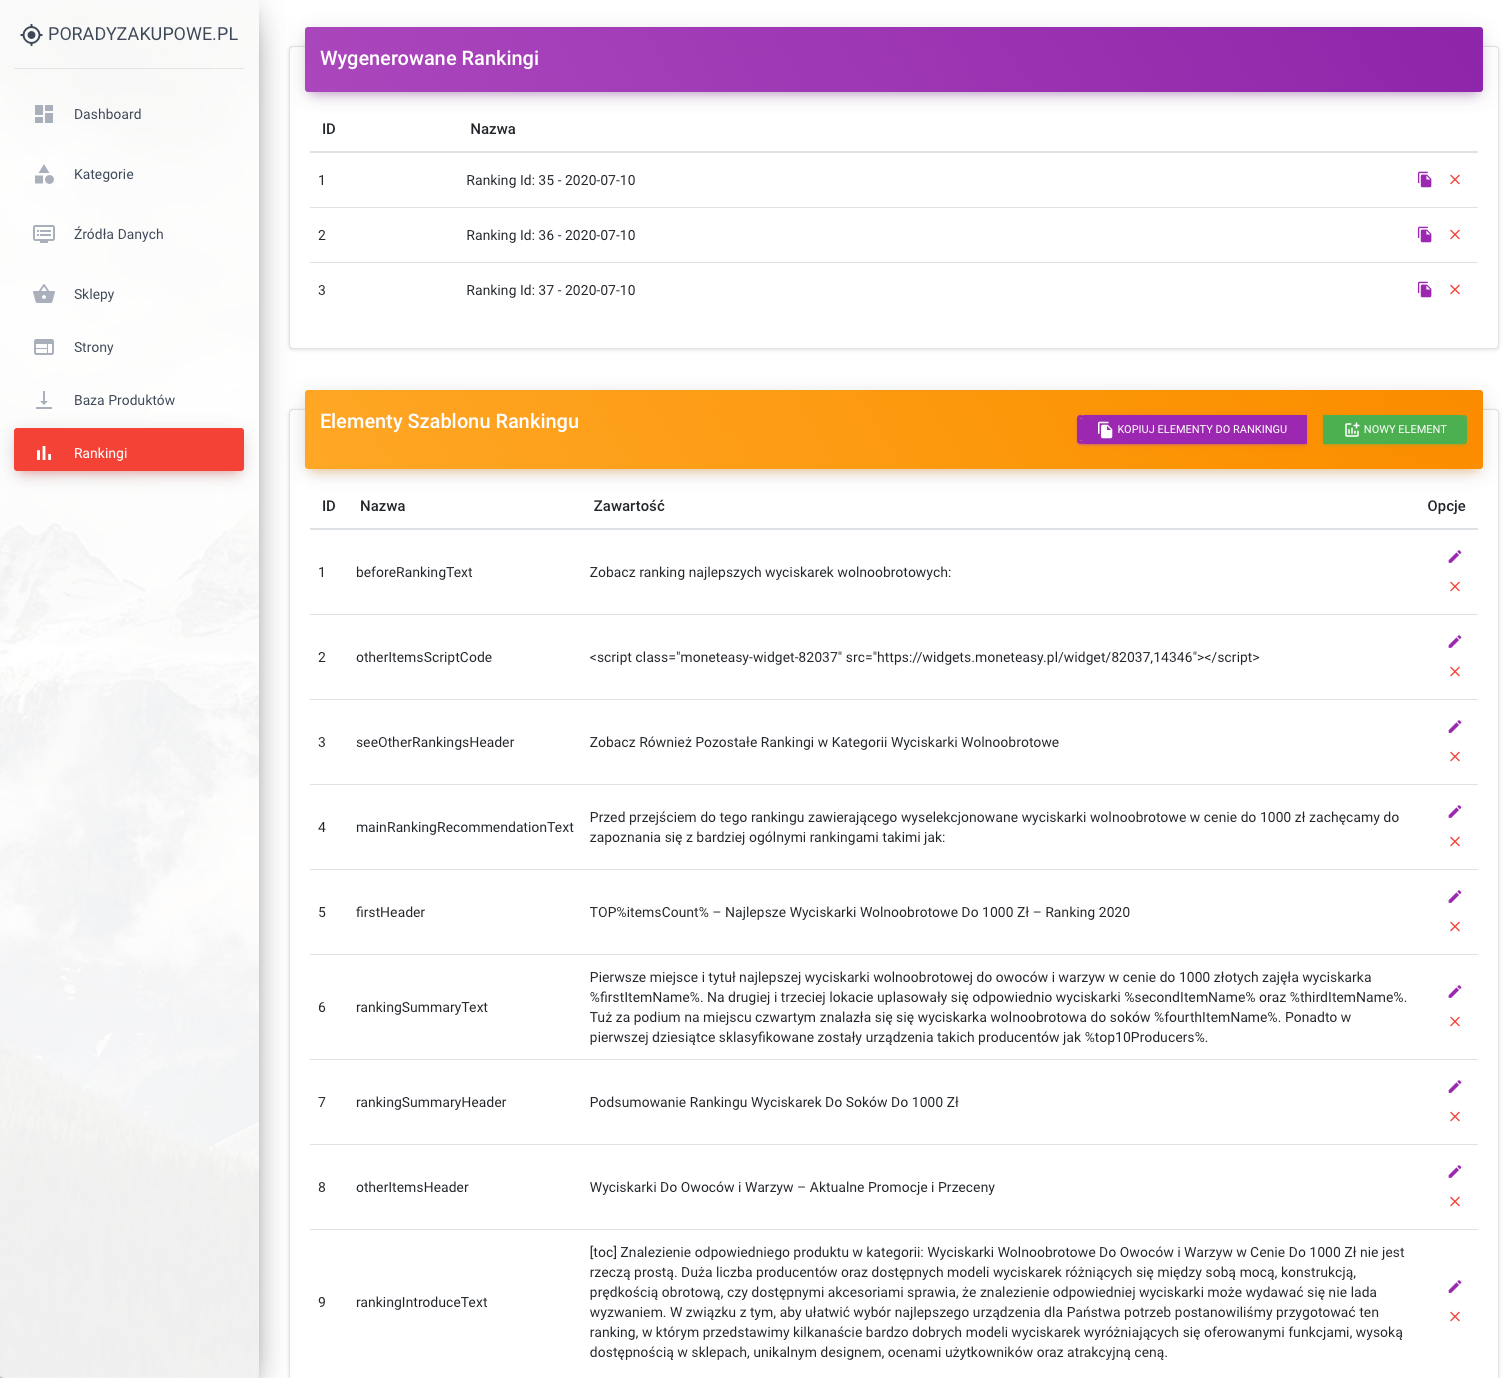 PORADYZAKUPOWE.PL
Dashboard
Kategorie
Źródła Danych
Sklepy
Strony
Baza Produktów
Rankingi
Wygenerowane Rankingi
ID Nazwa
1 Ranking Id: 35 - 2020-07-10
2 Ranking Id: 36 - 2020-07-10
3 Ranking Id: 37 - 2020-07-10
Elementy Szablonu Rankingu
KOPIUJ ELEMENTY DO RANKINGU
NOWY ELEMENT
ID Nazwa Zawartość Opcje
1 beforeRankingText Zobacz ranking najlepszych wyciskarek wolnoobrotowych:
2 otherItemsScriptCode <script class="moneteasy-widget-82037" src="https://widgets.moneteasy.pl/widget/82037,14346"></script>
3 seeOtherRankingsHeader Zobacz Również Pozostałe Rankingi w Kategorii Wyciskarki Wolnoobrotowe
4 mainRankingRecommendationText Przed przejściem do tego rankingu zawierającego wyselekcjonowane wyciskarki wolnoobrotowe w cenie do 1000 zł zachęcamy do
zapoznania się z bardziej ogólnymi rankingami takimi jak:
5 firstHeader TOP%itemsCount% – Najlepsze Wyciskarki Wolnoobrotowe Do 1000 Zł – Ranking 2020
6 rankingSummaryText Pierwsze miejsce i tytuł najlepszej wyciskarki wolnoobrotowej do owoców i warzyw w cenie do 1000 złotych zajęła wyciskarka
%firstItemName%. Na drugiej i trzeciej lokacie uplasowały się odpowiednio wyciskarki %secondItemName% oraz %thirdItemName%.
Tuż za podium na miejscu czwartym znalazła się się wyciskarka wolnoobrotowa do soków %fourthItemName%. Ponadto w
pierwszej dziesiątce sklasyfikowane zostały urządzenia takich producentów jak %top10Producers%.
7 rankingSummaryHeader Podsumowanie Rankingu Wyciskarek Do Soków Do 1000 Zł
8 otherItemsHeader Wyciskarki Do Owoców i Warzyw – Aktualne Promocje i Przeceny
9 rankingIntroduceText [toc] Znalezienie odpowiedniego produktu w kategorii: Wyciskarki Wolnoobrotowe Do Owoców i Warzyw w Cenie Do 1000 Zł nie jest
rzeczą prostą. Duża liczba producentów oraz dostępnych modeli wyciskarek różniących się między sobą mocą, konstrukcją,
prędkością obrotową, czy dostępnymi akcesoriami sprawia, że znalezienie odpowiedniej wyciskarki może wydawać się nie lada
wyzwaniem. W związku z tym, aby ułatwić wybór najlepszego urządzenia dla Państwa potrzeb postanowiliśmy przygotować ten
ranking, w którym przedstawimy kilkanaście bardzo dobrych modeli wyciskarek wyróżniających się oferowanymi funkcjami, wysoką
dostępnością w sklepach, unikalnym designem, ocenami użytkowników oraz atrakcyjną ceną.